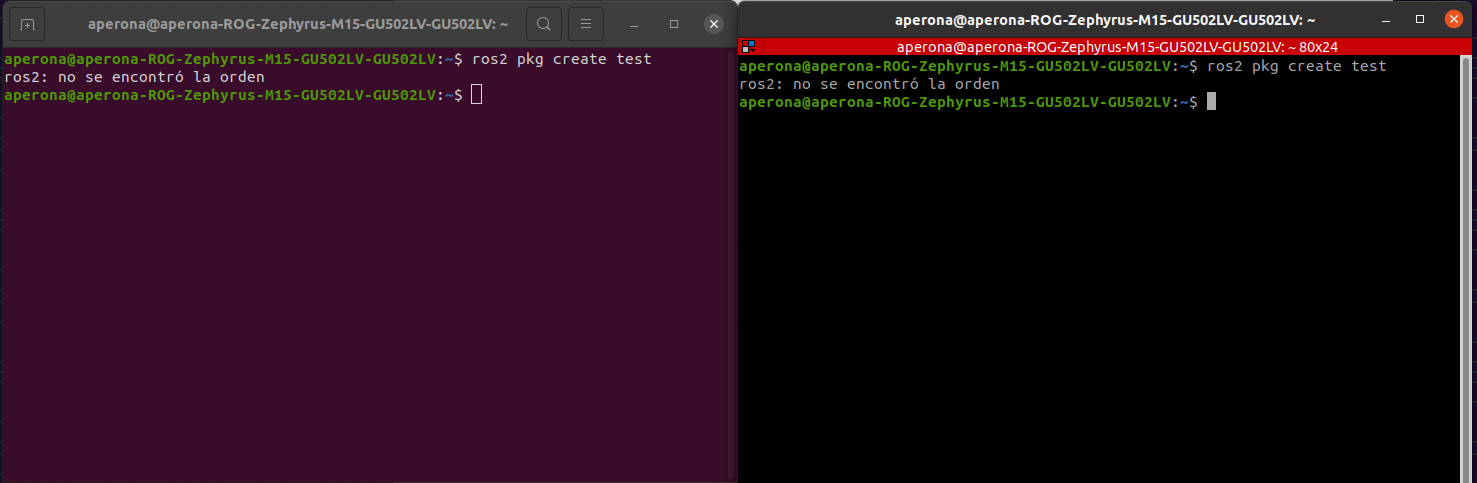 aperona@aperona-ROG-Zephyrus-M15-GU502LV-GU502LV: ~
aperona@aperona-ROG-Zephyrus-M15-GU502LV-GU502LV:~$ ros2 pkg create test
ros2: no se encontró la orden
aperona@aperona-ROG-Zephyrus-M15-GU502LV-GU502LV:~$
aperona@aperona-ROG-Zephyrus-M15-GU502LV-GU502LV: ~
aperona@aperona-ROG-Zephyrus-M15-GU502LV-GU502LV: ~ 80x24
aperona@aperona-ROG-Zephyrus-M15-GU502LV-GU502LV:~$ ros2 pkg create test
ros2: no se encontró la orden
aperona@aperona-ROG-Zephyrus-M15-GU502LV-GU502LV:~$